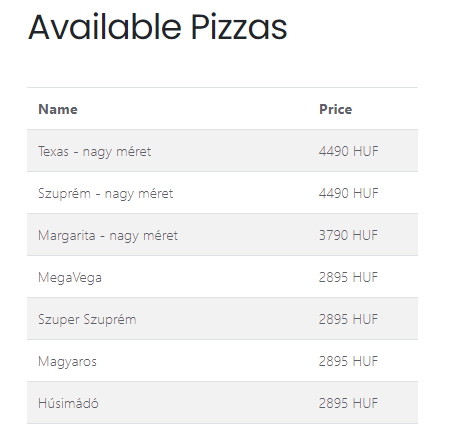 Available Pizzas
Name Price
Texas - nagy méret 4490 HUF
Szuprém - nagy méret 4490 HUF
Margarita - nagy méret 3790 HUF
MegaVega 2895 HUF
Szuper Szuprém 2895 HUF
Magyaros 2895 HUF
Húsimádó 2895 HUF